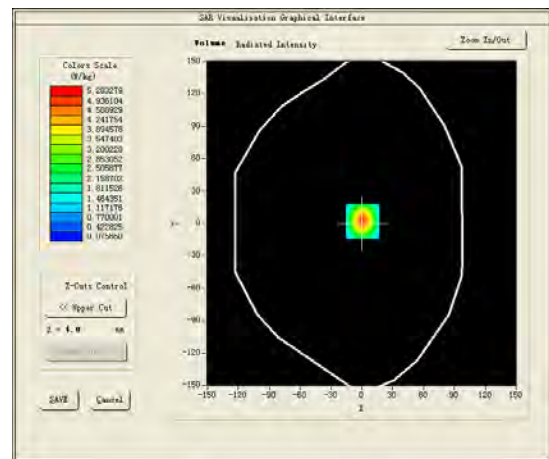 SAR Visualisation Graphical Interface
Volume Radiated Intensity
Zoom In/Out
Colors Scale
(W/kg)
5.283279
4.936104
4.241754
3.894578
3.547403
3.200228
2.853052
2.505877
2.158702
1.811526
1.464351
1.117176
0.770001
0.422825
0.075650
Z-Cuts Control
<< Upper Cut
Z = 4.0 mm
SAVE
Cancel
150
120
90
60
30
0
-30
-60
-90
-120
-150
-150 -120 -90 -60 -30 0 30 60 90 120 150
X